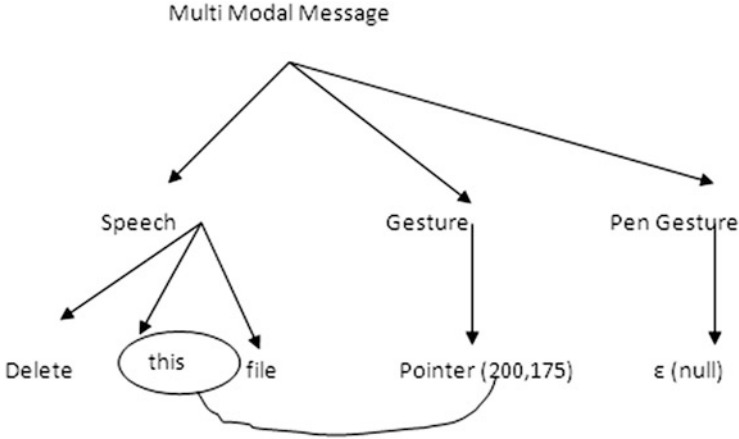 Multi Modal Message
Speech Gesture Pen Gesture
Delete this file Pointer (200,175) ε (null)